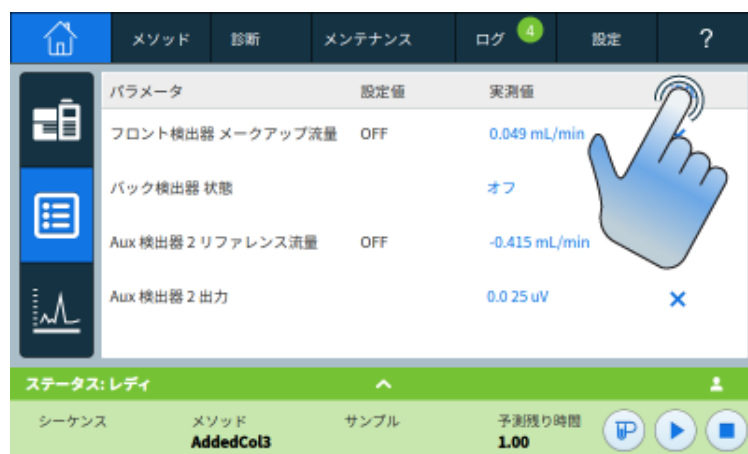 メソッド 診断 メンテナンス ログ 4 設定 ?
パラメータ 設定値 実測値
フロント検出器 メークアップ流量 OFF 0.049 mL/min
バック検出器 状態 オフ
Aux 検出器 2 リファレンス流量 OFF -0.415 mL/min
Aux 検出器 2 出力 0.0 25 uV
ステータス: レディ
シーケンス メソッド サンプル 予測残り時間
AddedCol3 1.00